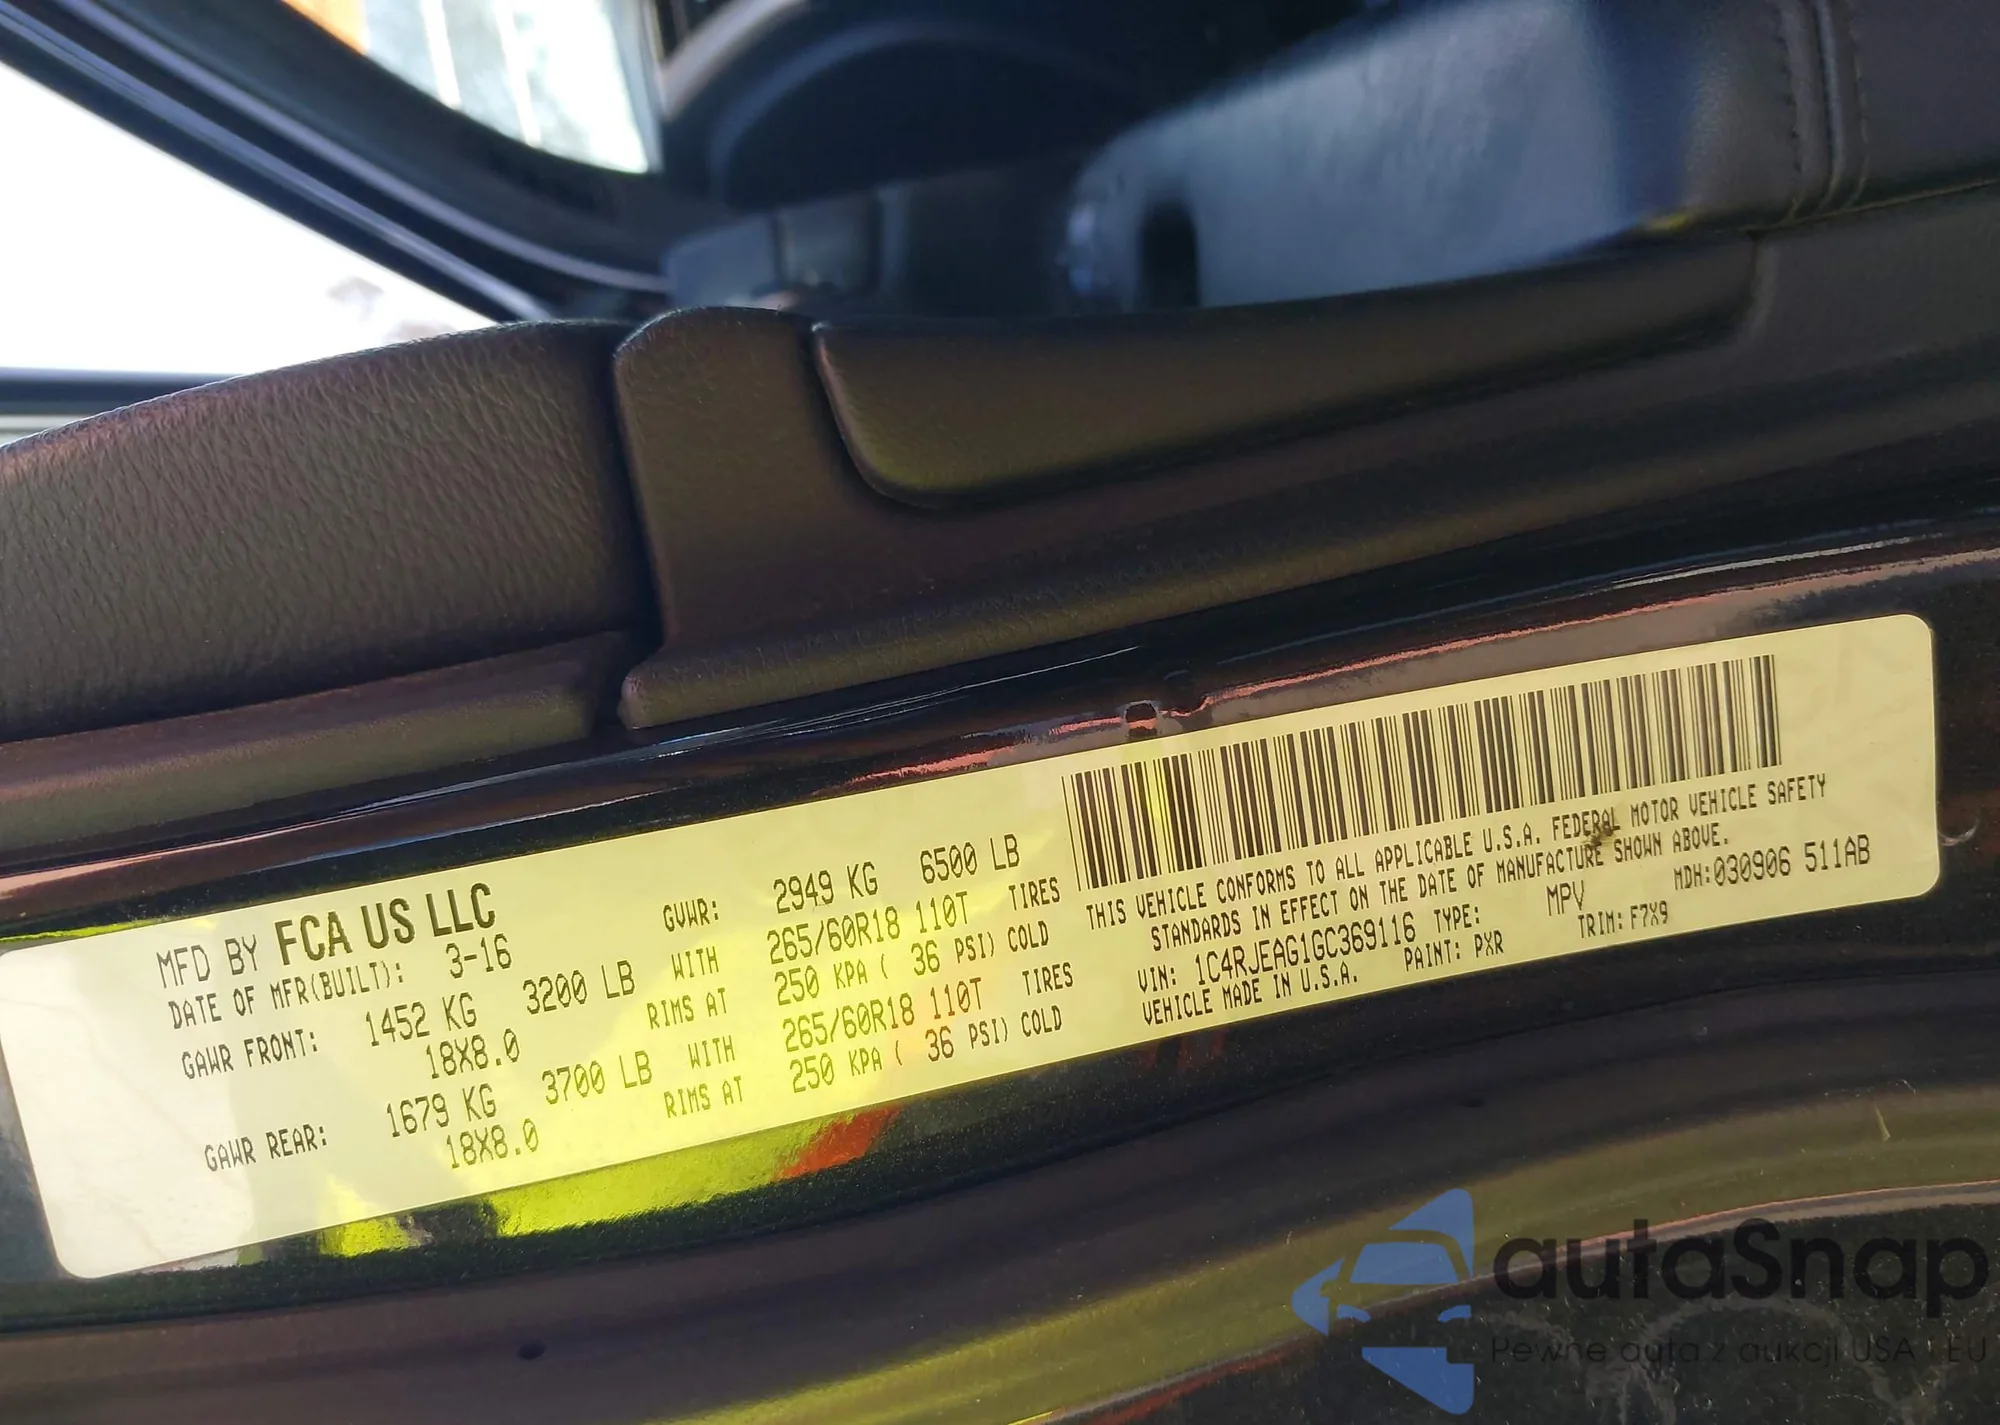 MFD BY FCA US LLC
DATE OF MFR(BUILT): 3-16
GVWR: 2949 KG 6500 LB
GAWR FRONT: 1452 KG 3200 LB WITH 265/60R18 110T TIRES
18X8.0 RIMS AT 250 KPA ( 36 PSI) COLD
GAWR REAR: 1679 KG 3700 LB WITH 265/60R18 110T TIRES
18X8.0 RIMS AT 250 KPA ( 36 PSI) COLD
THIS VEHICLE CONFORMS TO ALL APPLICABLE U.S.A. FEDERAL MOTOR VEHICLE SAFETY
STANDARDS IN EFFECT ON THE DATE OF MANUFACTURE SHOWN ABOVE.
MDH:030906 511AB
VIN: 1C4RJEAG1GC369116 TYPE: MPV
VEHICLE MADE IN U.S.A. PAINT: PXR TRIM: F7X9
autaSnap
Pewne auta z aukcji USA i EU